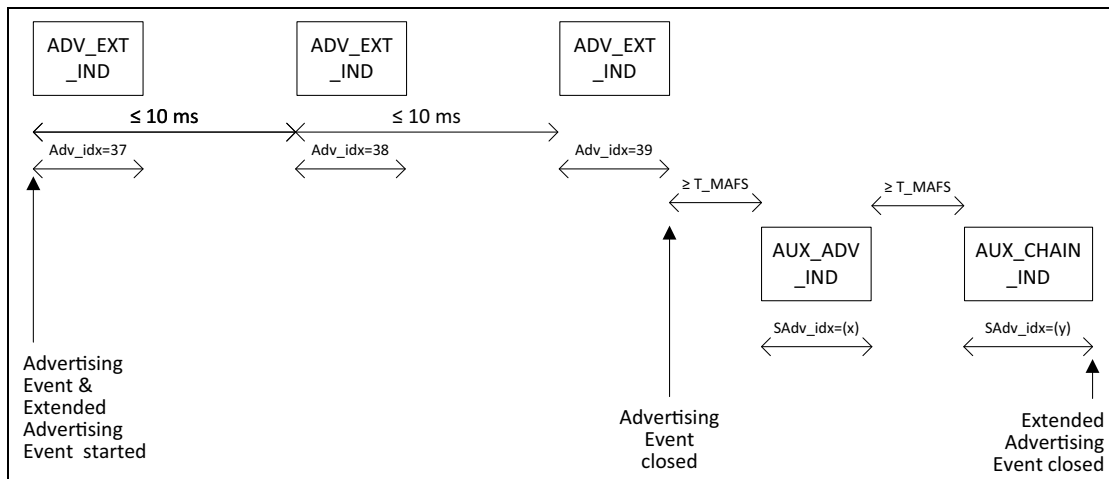 ADV_EXT
_IND
ADV_EXT
_IND
ADV_EXT
_IND
≤ 10 ms
≤ 10 ms
Adv_idx=37
Adv_idx=38
Adv_idx=39
≥ T_MAFS
≥ T_MAFS
AUX_ADV
_IND
AUX_CHAIN
_IND
SAdv_idx=(x)
SAdv_idx=(y)
Advertising
Event &
Extended
Advertising
Event started
Advertising
Event
closed
Extended
Advertising
Event closed